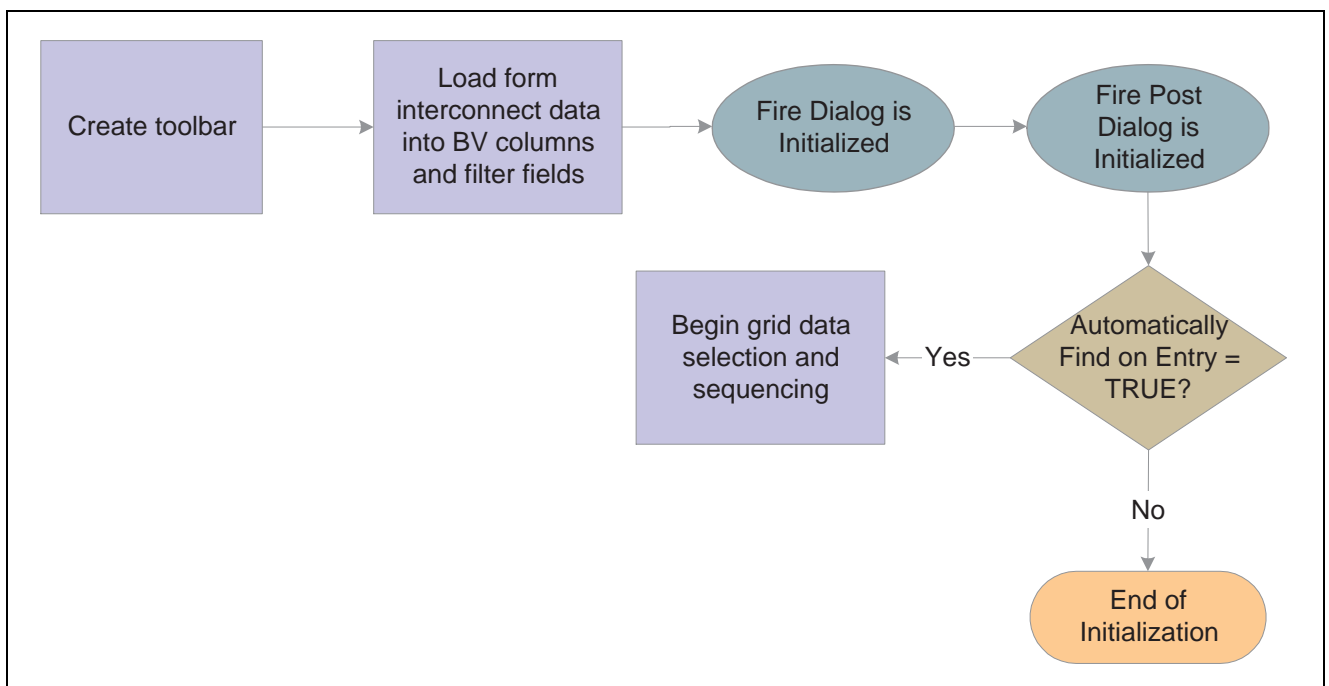 Create toolbar
Load form
interconnect data
into BV columns
and filter fields
Fire Dialog is
Initialized
Fire Post
Dialog is
Initialized
Automatically
Find on Entry =
TRUE?
Yes
Begin grid data
selection and
sequencing
No
End of
Initialization